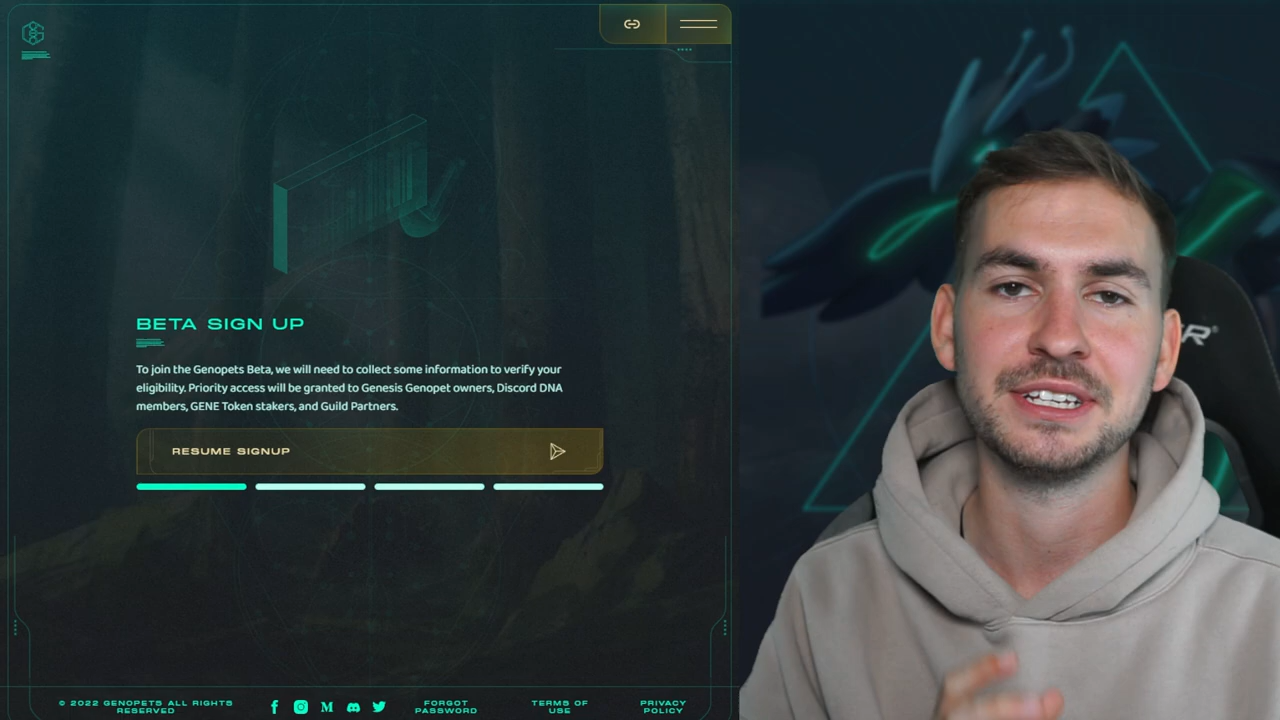 BETA SIGN UP
To join the Genopets Beta, we will need to collect some information to verify your
eligibility. Priority access will be granted to Genesis Genopet owners, Discord DNA
members, GENE Token stakers, and Guild Partners.
RESUME SIGNUP
© 2022 GENOPETS ALL RIGHTS
RESERVED
FORGOT
PASSWORD
TERMS OF
USE
PRIVACY
POLICY